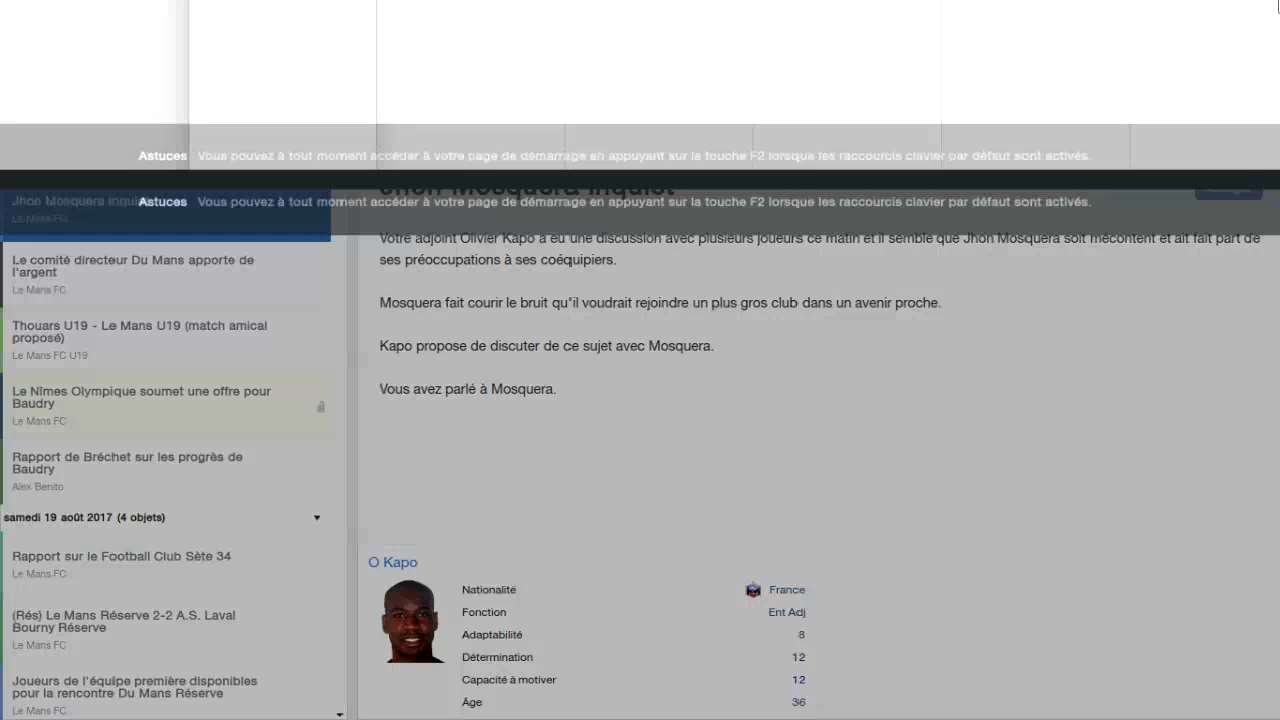 Astuces Vous pouvez à tout moment accéder à votre page de démarrage en appuyant sur la touche F2 lorsque les raccourcis clavier par défaut sont activés.
Jhon Mosquera inquiet
Astuces Vous pouvez à tout moment accéder à votre page de démarrage en appuyant sur la touche F2 lorsque les raccourcis clavier par défaut sont activés.
Jhon Mosquera inquiet
Le Mans FC
Le comité directeur Du Mans apporte de
l'argent
Le Mans FC
Thouars U19 - Le Mans U19 (match amical
proposé)
Le Mans FC U19
Le Nîmes Olympique soumet une offre pour
Baudry
Le Mans FC
Rapport de Bréchet sur les progrès de
Baudry
Alex Benito
samedi 19 août 2017 (4 objets)
Rapport sur le Football Club Sète 34
Le Mans FC
(Rés) Le Mans Réserve 2-2 A.S. Laval
Bourny Réserve
Le Mans FC
Joueurs de l'équipe première disponibles
pour la rencontre Du Mans Réserve
Le Mans FC
Votre adjoint Olivier Kapo a eu une discussion avec plusieurs joueurs ce matin et il semble que Jhon Mosquera soit mécontent et ait fait part de
ses préoccupations à ses coéquipiers.
Mosquera fait courir le bruit qu'il voudrait rejoindre un plus gros club dans un avenir proche.
Kapo propose de discuter de ce sujet avec Mosquera.
Vous avez parlé à Mosquera.
O Kapo
Nationalité France
Fonction Ent Adj
Adaptabilité 8
Détermination 12
Capacité à motiver 12
Âge 36